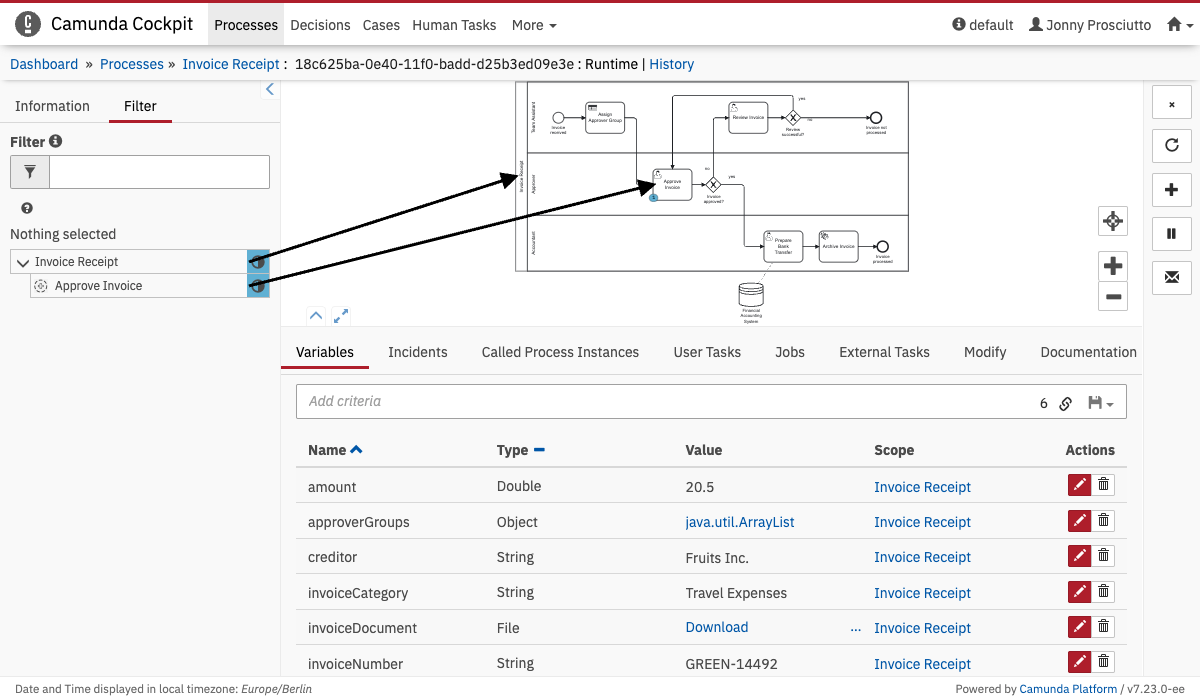 Camunda Cockpit Processes Decisions Cases Human Tasks More default Jonny Prosciutto
Dashboard » Processes » Invoice Receipt : 18c625ba-0e40-11f0-badd-d25b3ed09e3e : Runtime | History
Information Filter
Filter
Nothing selected
Invoice Receipt
Approve Invoice
Invoice Receipt
Team Assistant
Invoice received
Assign Approver Group
Review Invoice
yes
no
Review successful?
Invoice not processed
Approver
Approve Invoice
1
no
yes
Invoice approved?
Accountant
Prepare Bank Transfer
Archive Invoice
Invoice processed
Financial Accounting System
Variables Incidents Called Process Instances User Tasks Jobs External Tasks Modify Documentation
Add criteria 6
Name Type Value Scope Actions
amount Double 20.5 Invoice Receipt
approverGroups Object java.util.ArrayList Invoice Receipt
creditor String Fruits Inc. Invoice Receipt
invoiceCategory String Travel Expenses Invoice Receipt
invoiceDocument File Download ... Invoice Receipt
invoiceNumber String GREEN-14492 Invoice Receipt
Date and Time displayed in local timezone: Europe/Berlin Powered by Camunda Platform / v7.23.0-ee